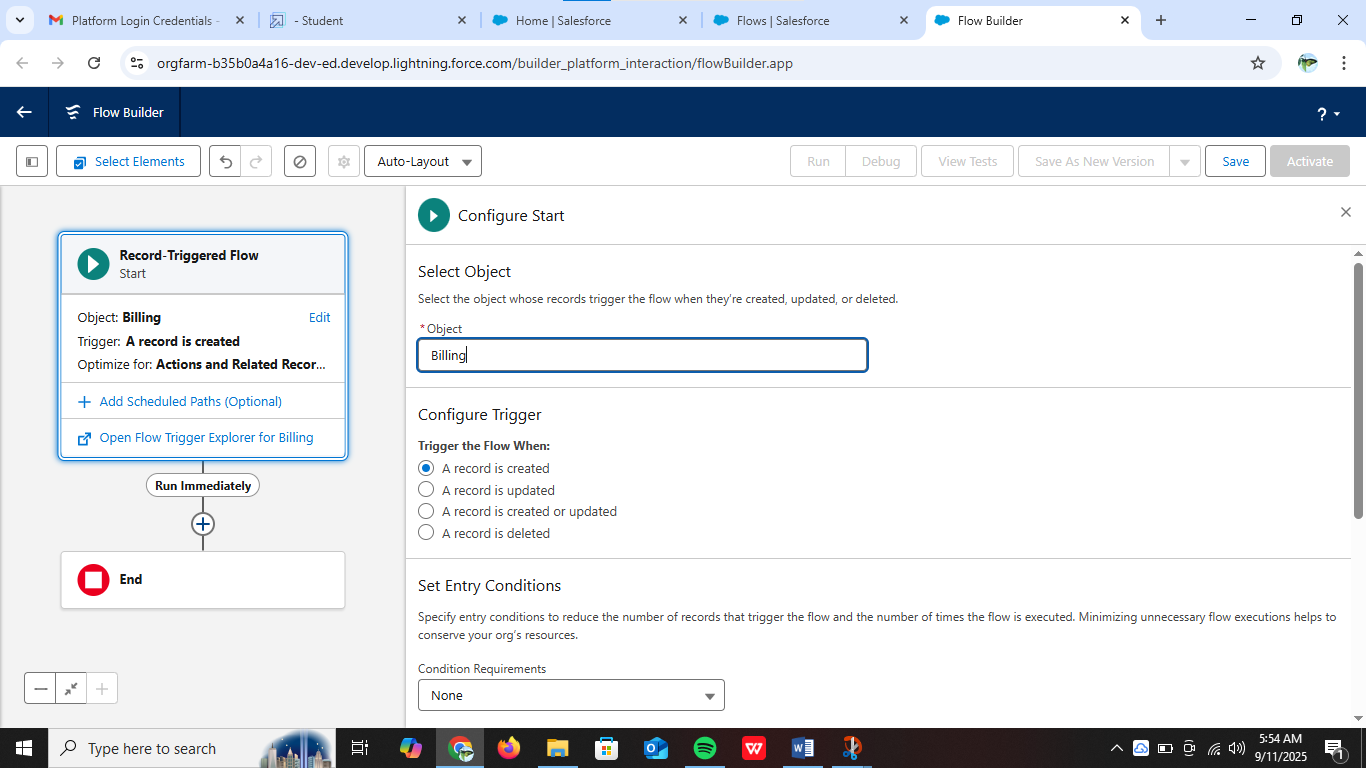 Platform Login Credentials -
- Student
Home | Salesforce
Flows | Salesforce
Flow Builder
orgfarm-b35b0a4a16-dev-ed.develop.lightning.force.com/builder_platform_interaction/flowBuilder.app
Flow Builder
?
Select Elements
Auto-Layout
Run
Debug
View Tests
Save As New Version
Save
Activate
Record-Triggered Flow
Start
Object: Billing
Edit
Trigger: A record is created
Optimize for: Actions and Related Recor...
Add Scheduled Paths (Optional)
Open Flow Trigger Explorer for Billing
Run Immediately
End
Configure Start
Select Object
Select the object whose records trigger the flow when they're created, updated, or deleted.
*Object
Billing
Configure Trigger
Trigger the Flow When:
A record is created
A record is updated
A record is created or updated
A record is deleted
Set Entry Conditions
Specify entry conditions to reduce the number of records that trigger the flow and the number of times the flow is executed. Minimizing unnecessary flow executions helps to
conserve your org's resources.
Condition Requirements
None
Type here to search
5:54 AM
9/11/2025
1